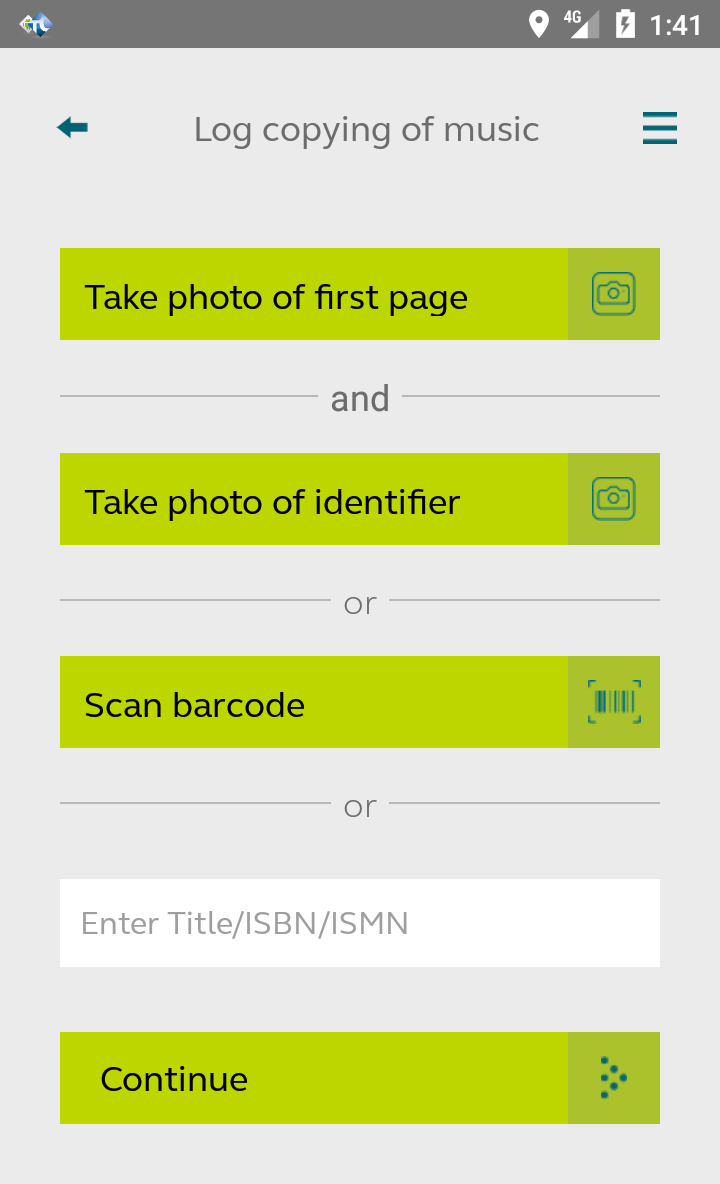 4G 1:41
Log copying of music
Take photo of first page
and
Take photo of identifier
or
Scan barcode
or
Enter Title/ISBN/ISMN
Continue